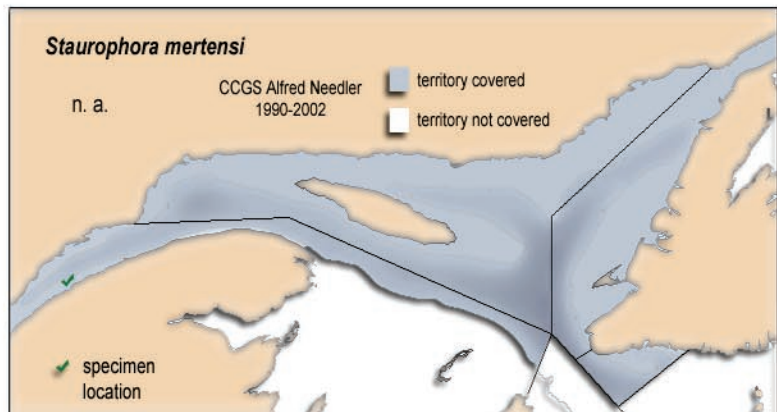 Staurophora mertensi
n. a.
CCGS Alfred Needler
1990-2002
territory covered
territory not covered
specimen
location